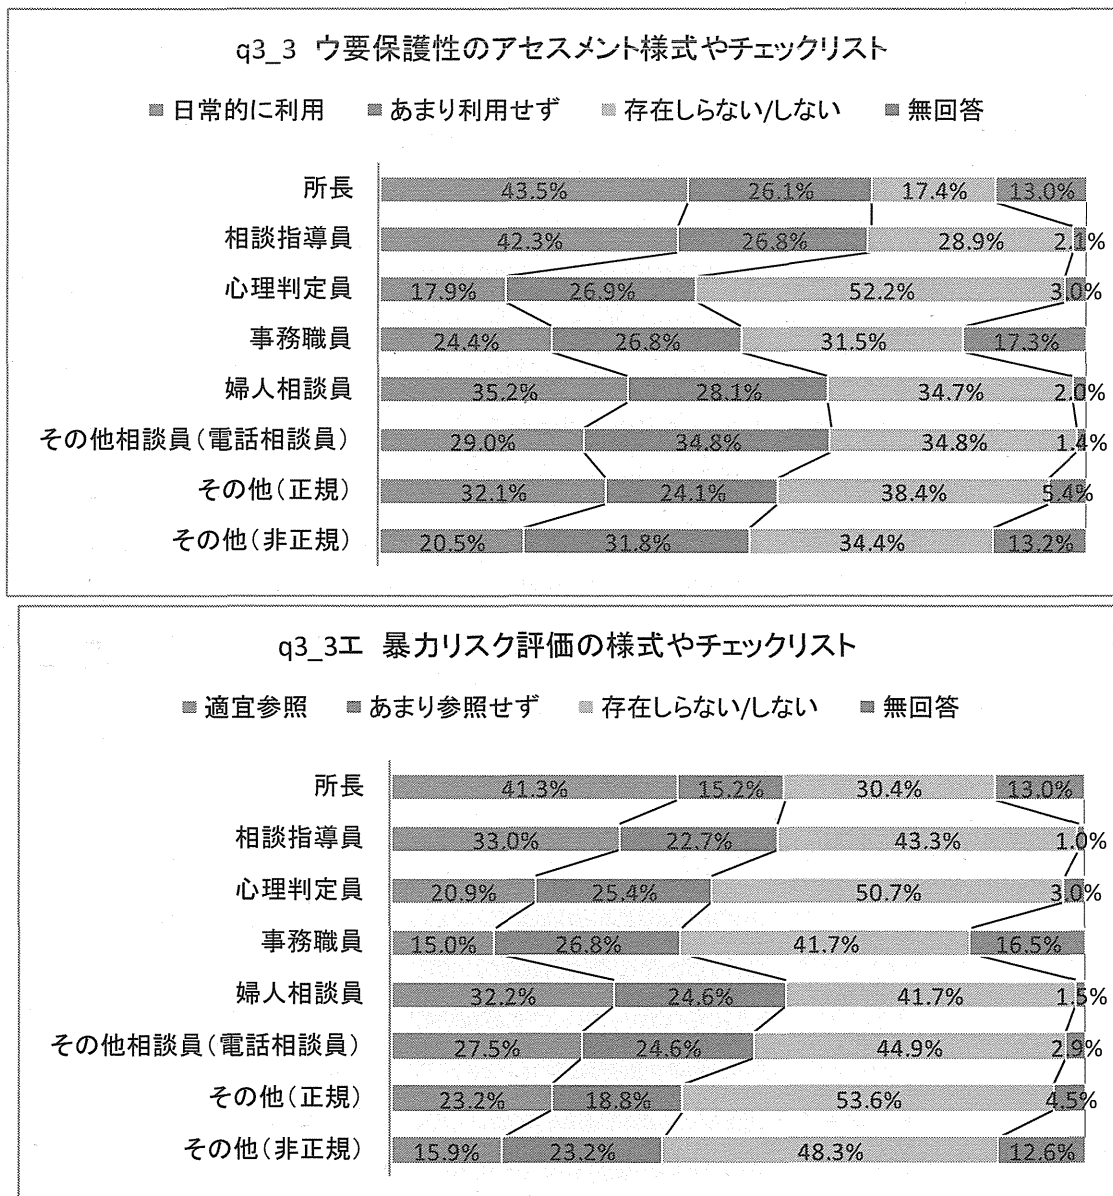 q3_3 ウ要保護性のアセスメント様式やチェックリスト
■ 日常的に利用 ■ あまり利用せず ■ 存在しらない/しない ■ 無回答
所長 43.5% 26.1% 17.4% 13.0%
相談指導員 42.3% 26.8% 28.9% 2.1%
心理判定員 17.9% 26.9% 52.2% 3.0%
事務職員 24.4% 26.8% 31.5% 17.3%
婦人相談員 35.2% 28.1% 34.7% 2.0%
その他相談員（電話相談員） 29.0% 34.8% 34.8% 1.4%
その他（正規） 32.1% 24.1% 38.4% 5.4%
その他（非正規） 20.5% 31.8% 34.4% 13.2%
q3_3エ 暴力リスク評価の様式やチェックリスト
■ 適宜参照 ■ あまり参照せず ■ 存在しらない/しない ■ 無回答
所長 41.3% 15.2% 30.4% 13.0%
相談指導員 33.0% 22.7% 43.3% 1.0%
心理判定員 20.9% 25.4% 50.7% 3.0%
事務職員 15.0% 26.8% 41.7% 16.5%
婦人相談員 32.2% 24.6% 41.7% 1.5%
その他相談員（電話相談員） 27.5% 24.6% 44.9% 2.9%
その他（正規） 23.2% 18.8% 53.6% 4.5%
その他（非正規） 15.9% 23.2% 48.3% 12.6%